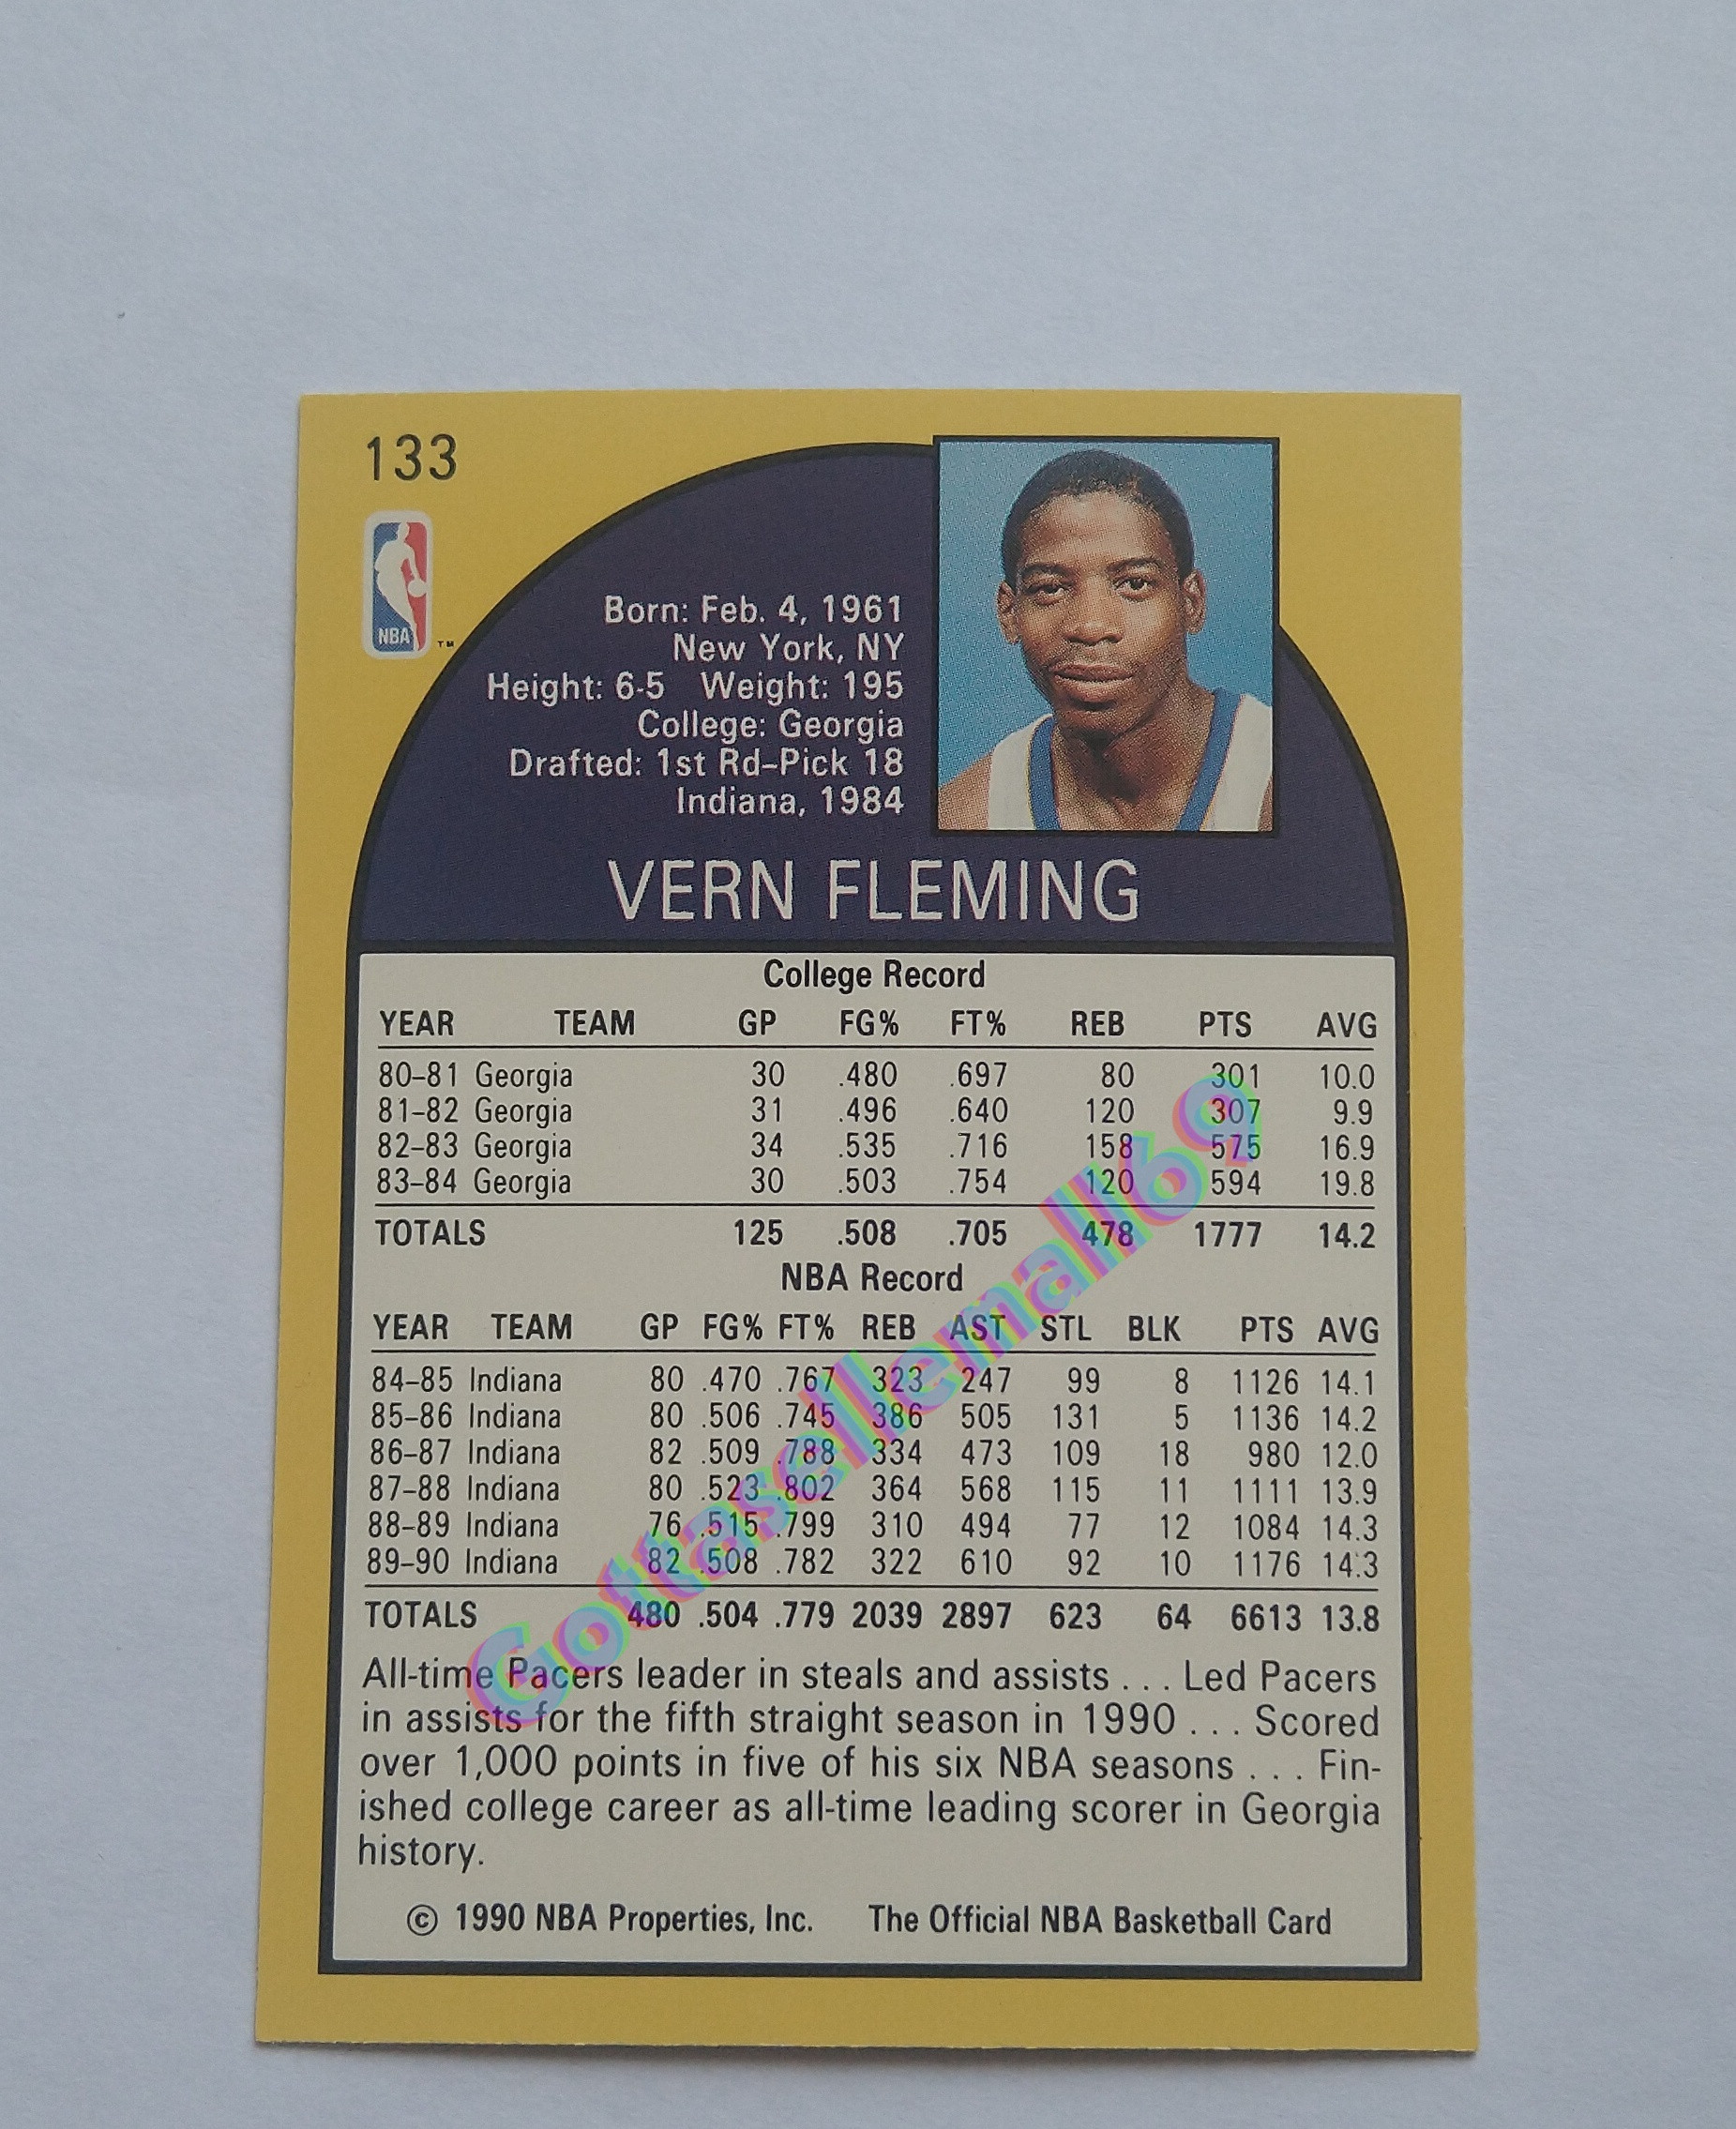 133
NBA
TM
Born: Feb. 4, 1961
New York, NY
Height: 6-5 Weight: 195
College: Georgia
Drafted: 1st Rd–Pick 18
Indiana, 1984
VERN FLEMING
College Record
YEAR TEAM GP FG% FT% REB PTS AVG
80–81 Georgia 30 .480 .697 80 301 10.0
81–82 Georgia 31 .496 .640 120 307 9.9
82–83 Georgia 34 .535 .716 158 575 16.9
83–84 Georgia 30 .503 .754 120 594 19.8
TOTALS 125 .508 .705 478 1777 14.2
NBA Record
YEAR TEAM GP FG% FT% REB AST STL BLK PTS AVG
84–85 Indiana 80 .470 .767 323 247 99 8 1126 14.1
85–86 Indiana 80 .506 .745 386 505 131 5 1136 14.2
86–87 Indiana 82 .509 .788 334 473 109 18 980 12.0
87–88 Indiana 80 .523 .802 364 568 115 11 1111 13.9
88–89 Indiana 76 .515 .799 310 494 77 12 1084 14.3
89–90 Indiana 82 .508 .782 322 610 92 10 1176 14.3
TOTALS 480 .504 .779 2039 2897 623 64 6613 13.8
All-time Pacers leader in steals and assists . . . Led Pacers
in assists for the fifth straight season in 1990 . . . Scored
over 1,000 points in five of his six NBA seasons . . . Fin-
ished college career as all-time leading scorer in Georgia
history.
© 1990 NBA Properties, Inc. The Official NBA Basketball Card
Gottasellemall69